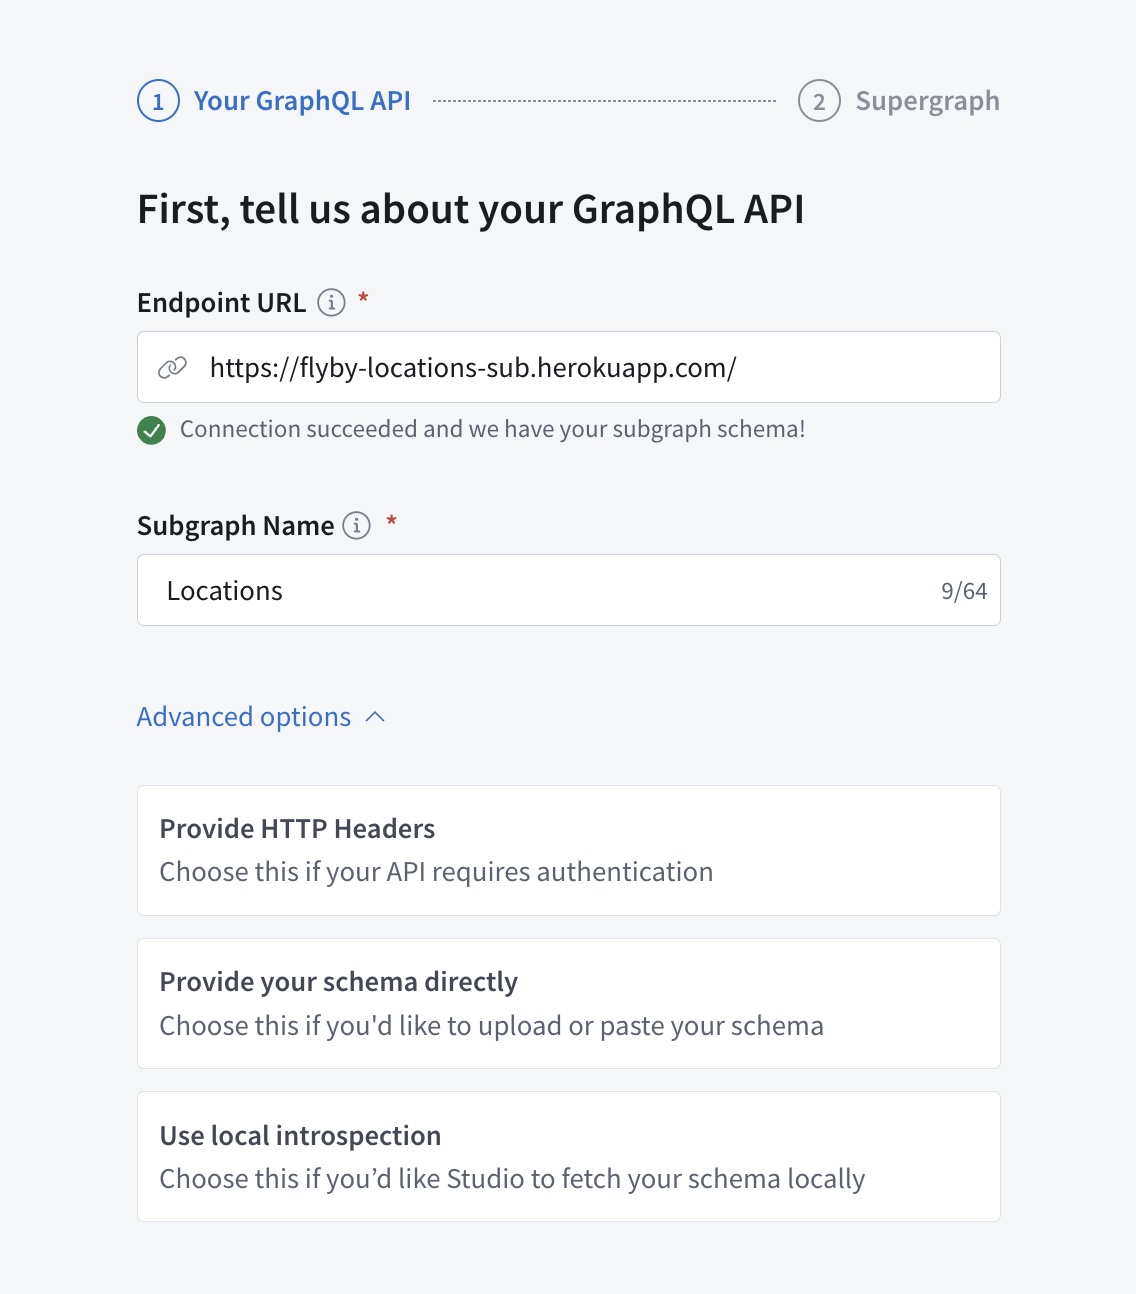 1 Your GraphQL API 2 Supergraph
First, tell us about your GraphQL API
Endpoint URL *
https://flyby-locations-sub.herokuapp.com/
Connection succeeded and we have your subgraph schema!
Subgraph Name *
Locations 9/64
Advanced options
Provide HTTP Headers
Choose this if your API requires authentication
Provide your schema directly
Choose this if you'd like to upload or paste your schema
Use local introspection
Choose this if you’d like Studio to fetch your schema locally